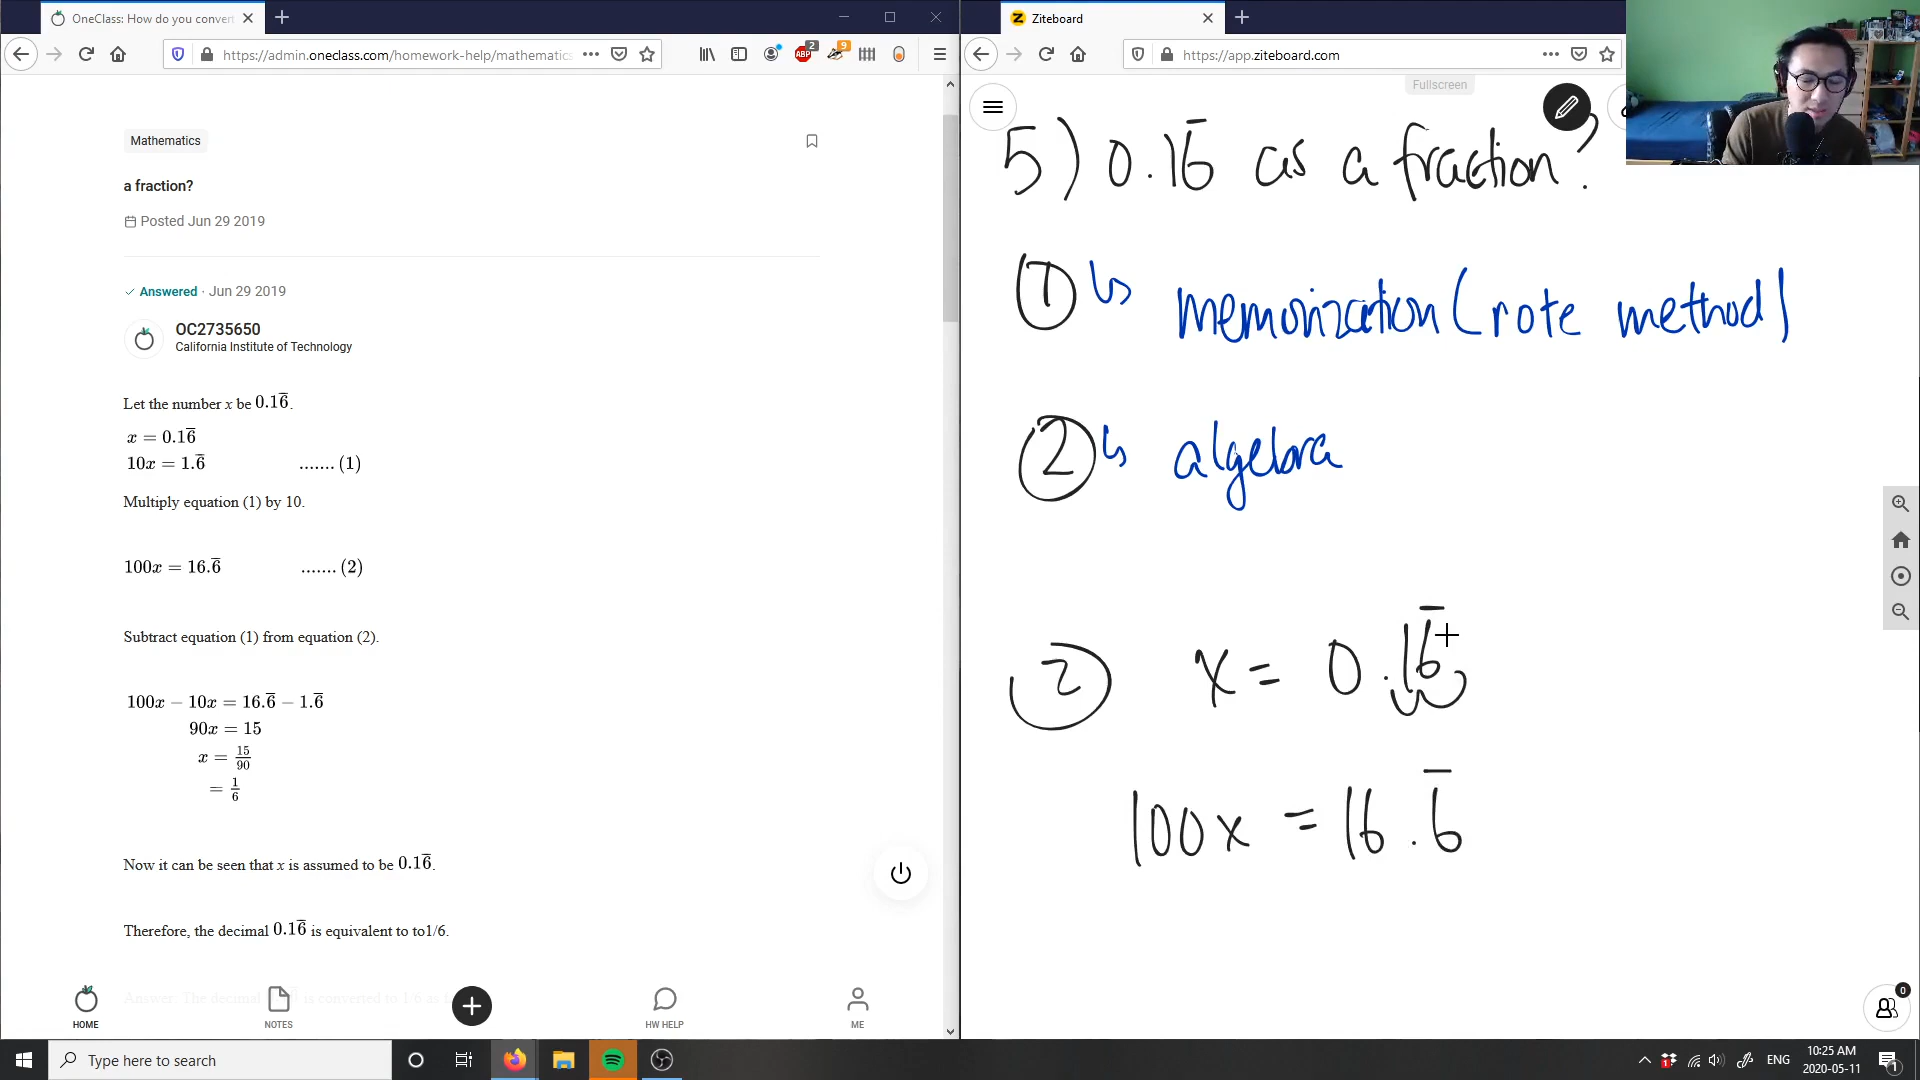 OneClass: How do you convert
Ziteboard
https://admin.oneclass.com/homework-help/mathematics
2
9
https://app.ziteboard.com
Mathematics
a fraction?
Posted Jun 29 2019
Answered · Jun 29 2019
OC2735650
California Institute of Technology
Let the number x be 0.16̅.
x = 0.16̅
10x = 1.6̅ ....... (1)
Multiply equation (1) by 10.
100x = 16.6̅ ....... (2)
Subtract equation (1) from equation (2).
100x − 10x = 16.6̅ − 1.6̅
90x = 15
x = 15/90
= 1/6
Now it can be seen that x is assumed to be 0.16̅.
Therefore, the decimal 0.16̅ is equivalent to to1/6.
HOME
NOTES
HW HELP
ME
Fullscreen
5) 0.16̅ as a fraction?
① ↳ memorization (rote method)
② ↳ algebra
② x = 0.16̅
100x = 16.6̅
0
Type here to search
ENG
10:25 AM
2020-05-11
1